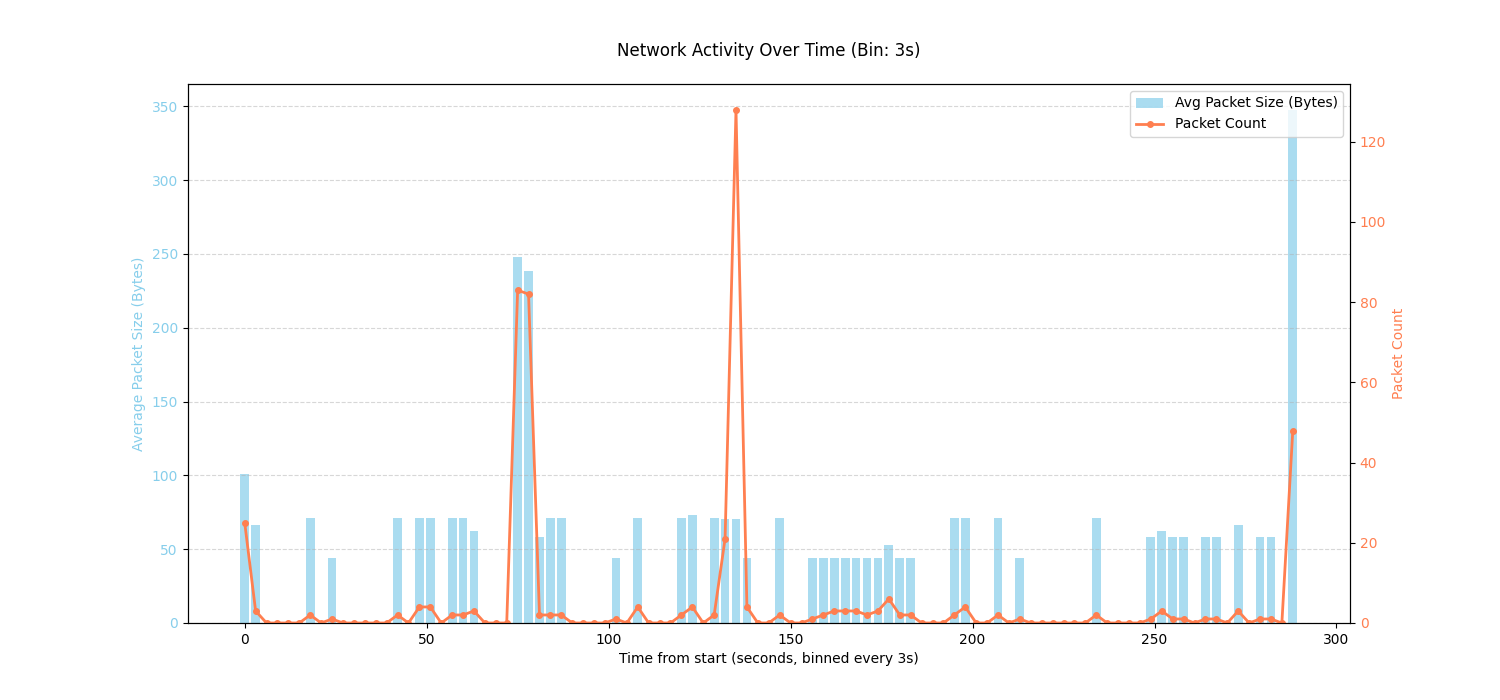 Network Activity Over Time (Bin: 3s)
Avg Packet Size (Bytes)
Packet Count
350
300
250
200
150
100
50
0
Average Packet Size (Bytes)
120
100
80
60
40
20
0
Packet Count
0 50 100 150 200 250 300
Time from start (seconds, binned every 3s)